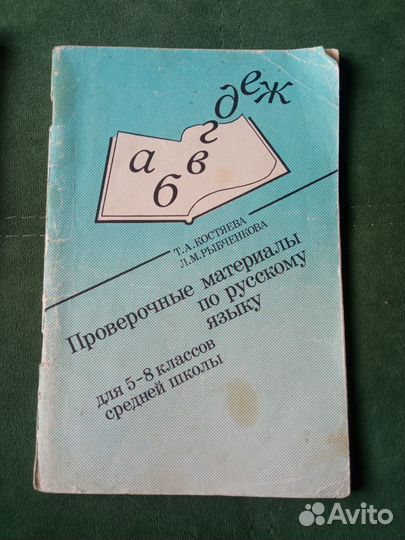 а б в г д е ж
Т.А.КОСТЯЕВА
Л.М.РЫБЧЕНКОВА
Проверочные материалы
по русскому
языку
для 5–8 классов
средней школы
Avito